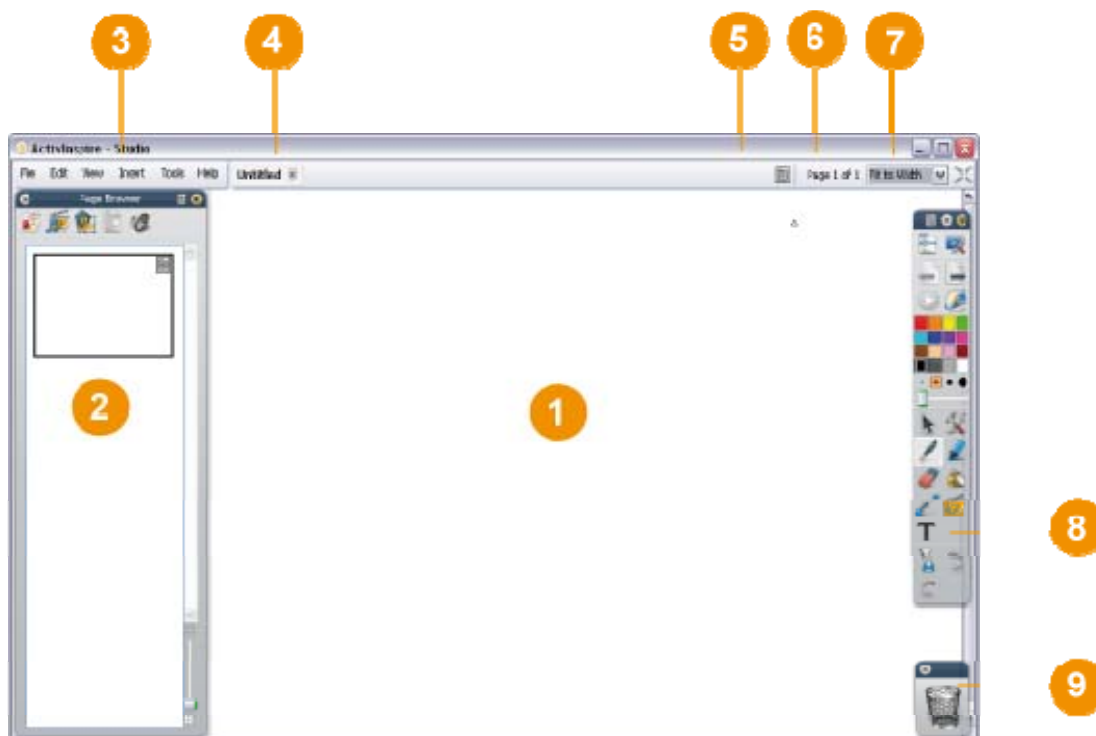 3 4 5 6 7
ActivInspire - Studio
File Edit View Insert Tools Help Untitled Page 1 of 1 Fit to Width
Page Browser
2 1
T
8
9